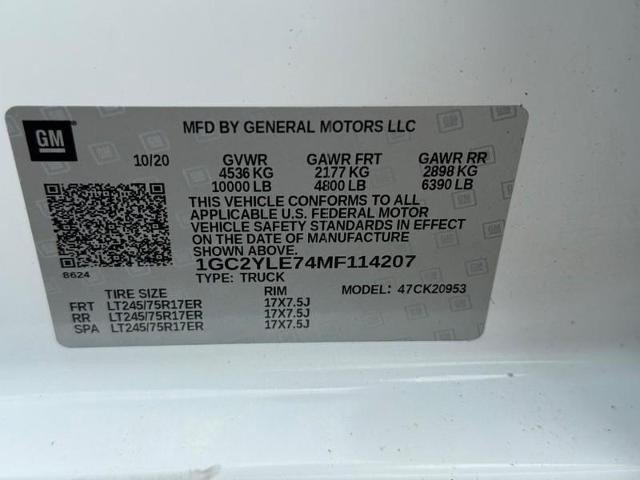 GM
MFD BY GENERAL MOTORS LLC
10/20 GVWR GAWR FRT GAWR RR
4536 KG 2177 KG 2898 KG
10000 LB 4800 LB 6390 LB
THIS VEHICLE CONFORMS TO ALL
APPLICABLE U.S. FEDERAL MOTOR
VEHICLE SAFETY STANDARDS IN EFFECT
ON THE DATE OF MANUFACTURE
SHOWN ABOVE.
8624
1GC2YLE74MF114207
TYPE: TRUCK MODEL: 47CK20953
TIRE SIZE RIM
FRT LT245/75R17ER 17X7.5J
RR LT245/75R17ER 17X7.5J
SPA LT245/75R17ER 17X7.5J